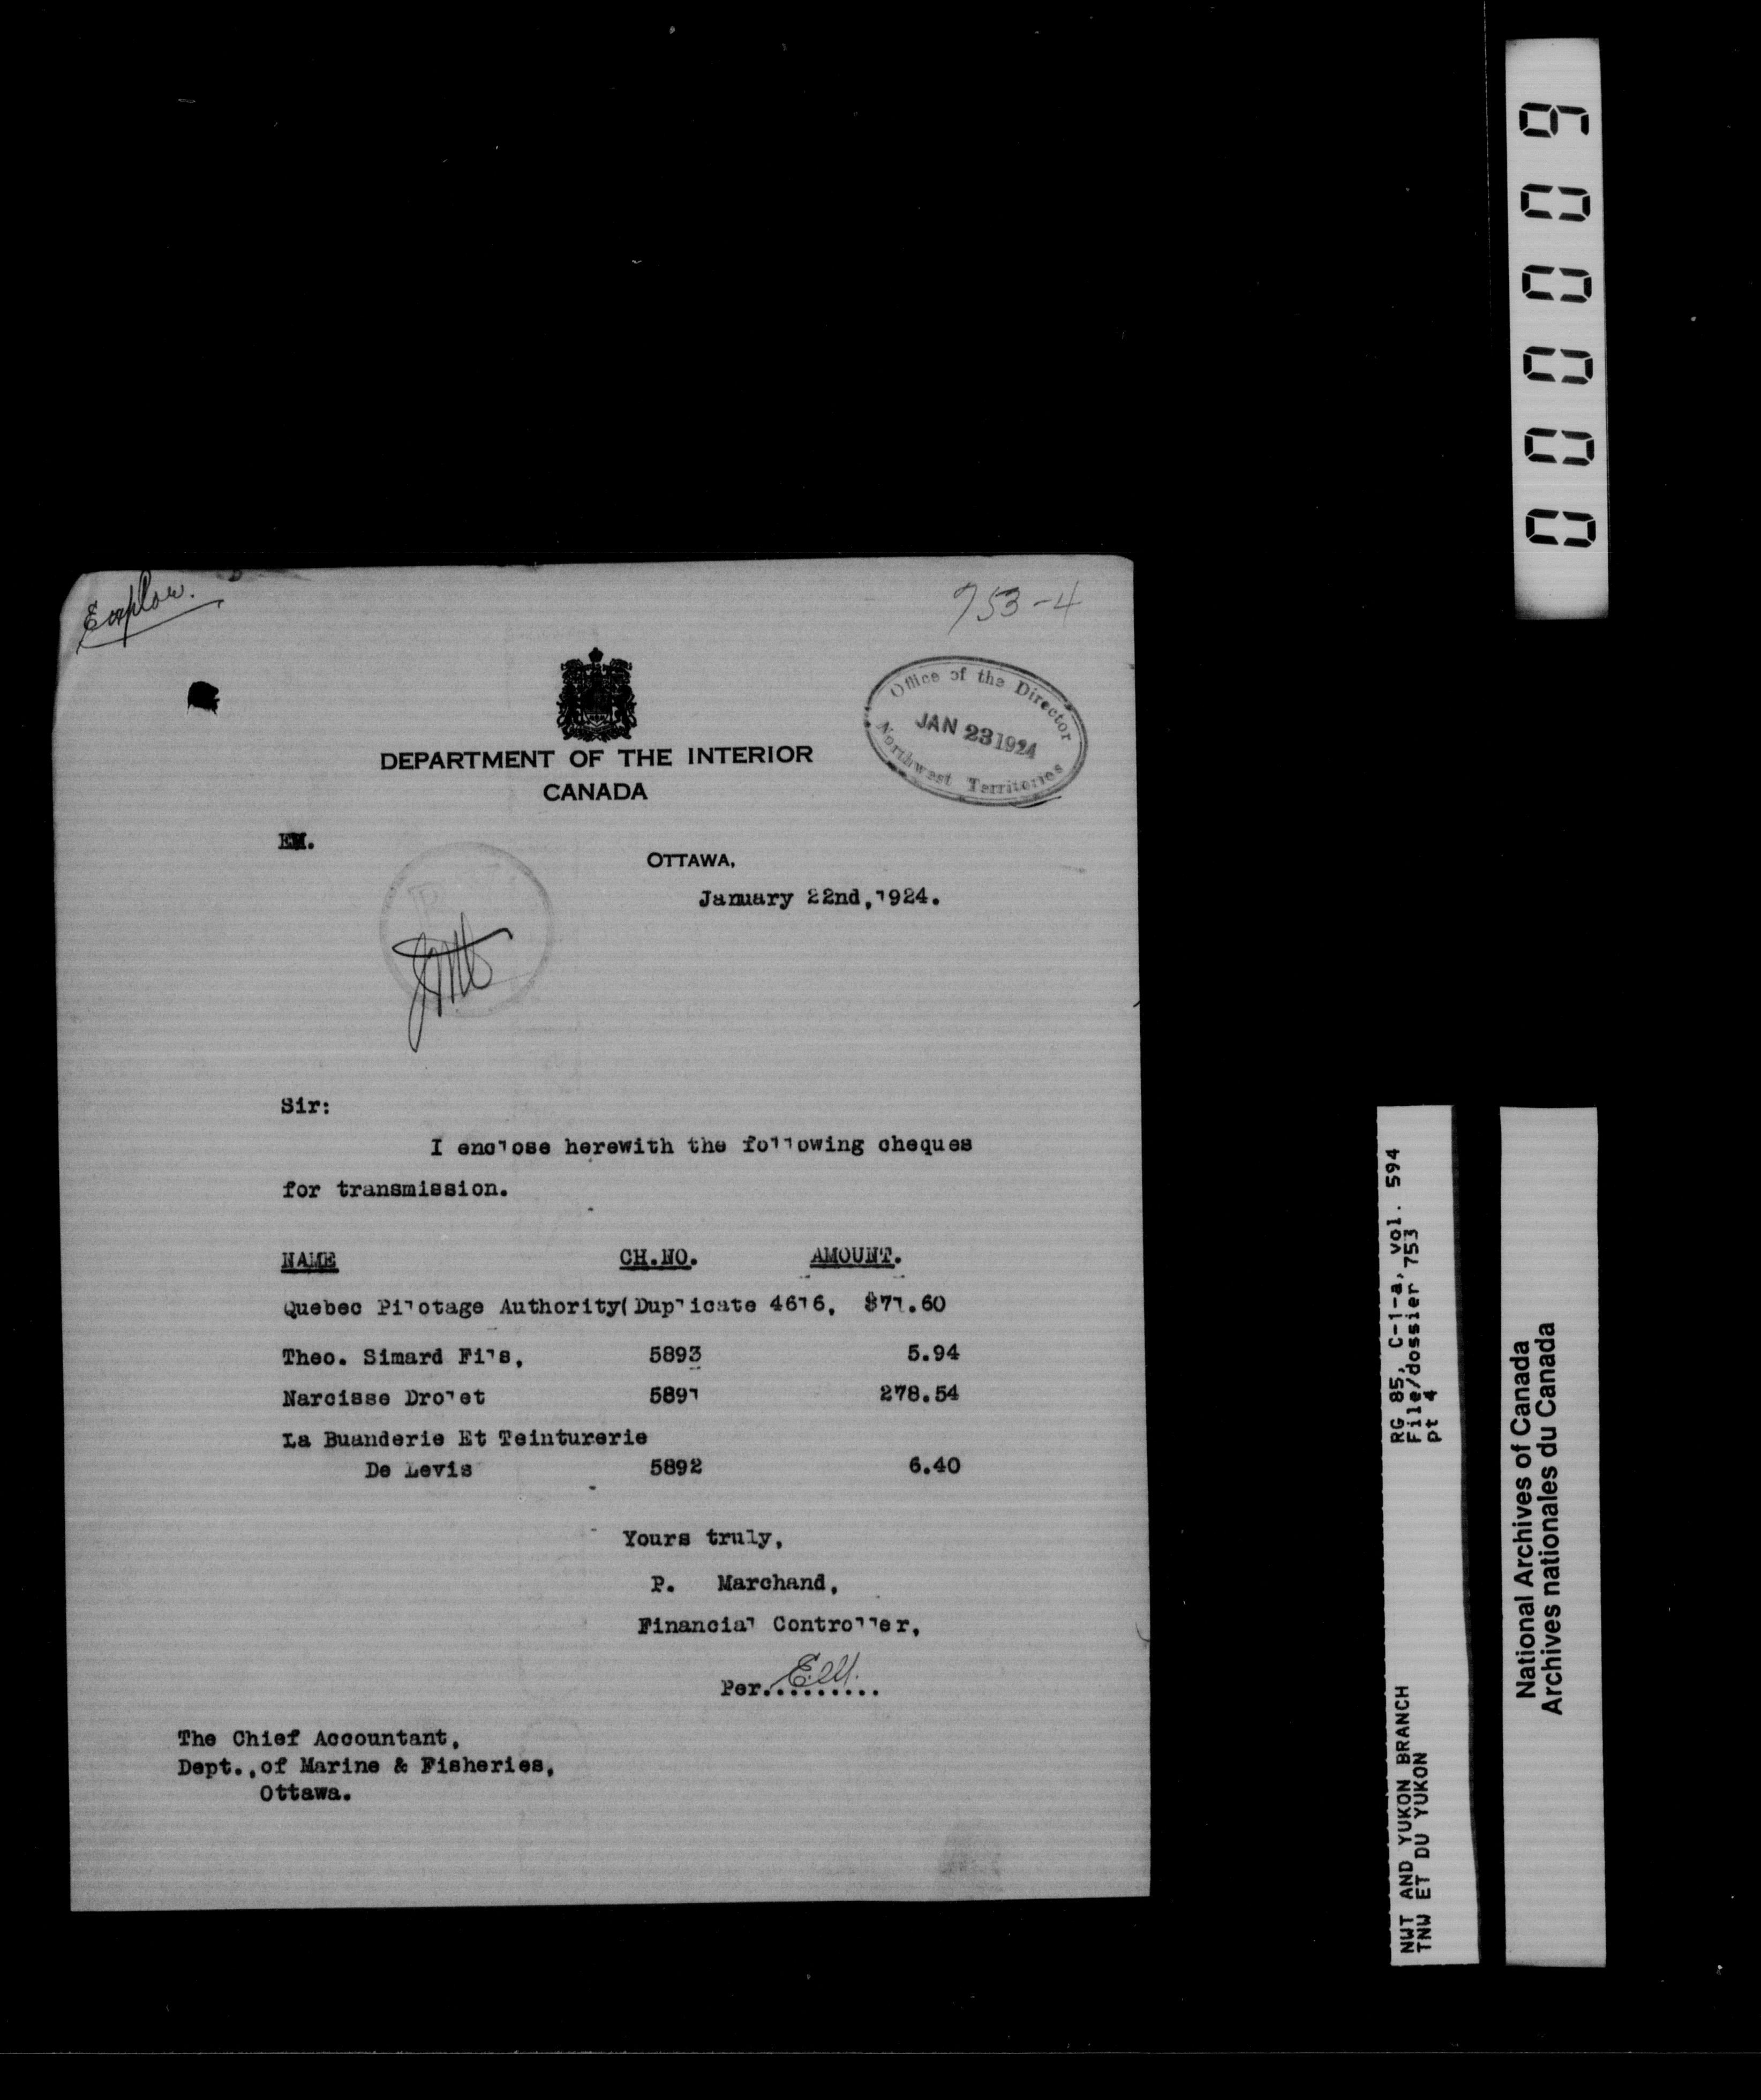 Explor.
753-4
Office of the Director
JAN 23 1924
Northwest Territories
DEPARTMENT OF THE INTERIOR
CANADA
EM.
OTTAWA,
January 22nd,1924.
Sir:
I enclose herewith the following cheques
for transmission.
NAME CH.NO. AMOUNT.
Quebec Pilotage Authority(Duplicate 4616, $71.60
Theo. Simard Fils, 5893 5.94
Narcisse Drolet 5891 278.54
La Buanderie Et Teinturerie
De Levis 5892 6.40
Yours truly,
P. Marchand,
Financial Controller,
Per.........
EM.
The Chief Accountant,
Dept.,of Marine & Fisheries,
Ottawa.
000009
RG 85, C-1-a, vol. 594
File/dossier 753
pt 4
NWT AND YUKON BRANCH
TNW ET DU YUKON
National Archives of Canada
Archives nationales du Canada